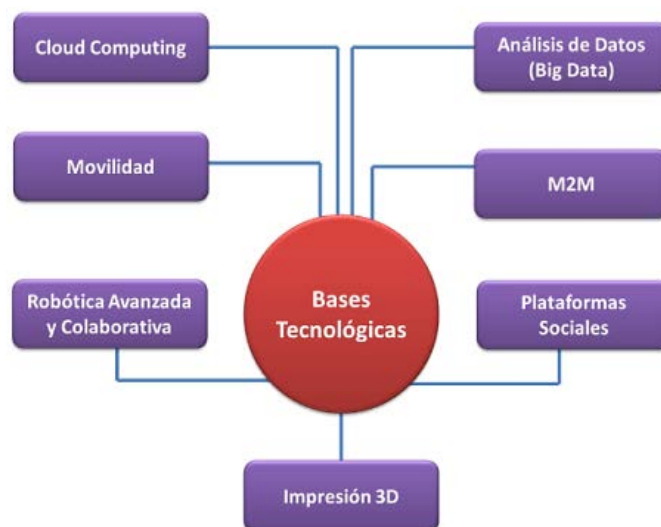 Cloud Computing
Análisis de Datos
(Big Data)
Movilidad
M2M
Bases
Tecnológicas
Robótica Avanzada
y Colaborativa
Plataformas
Sociales
Impresión 3D